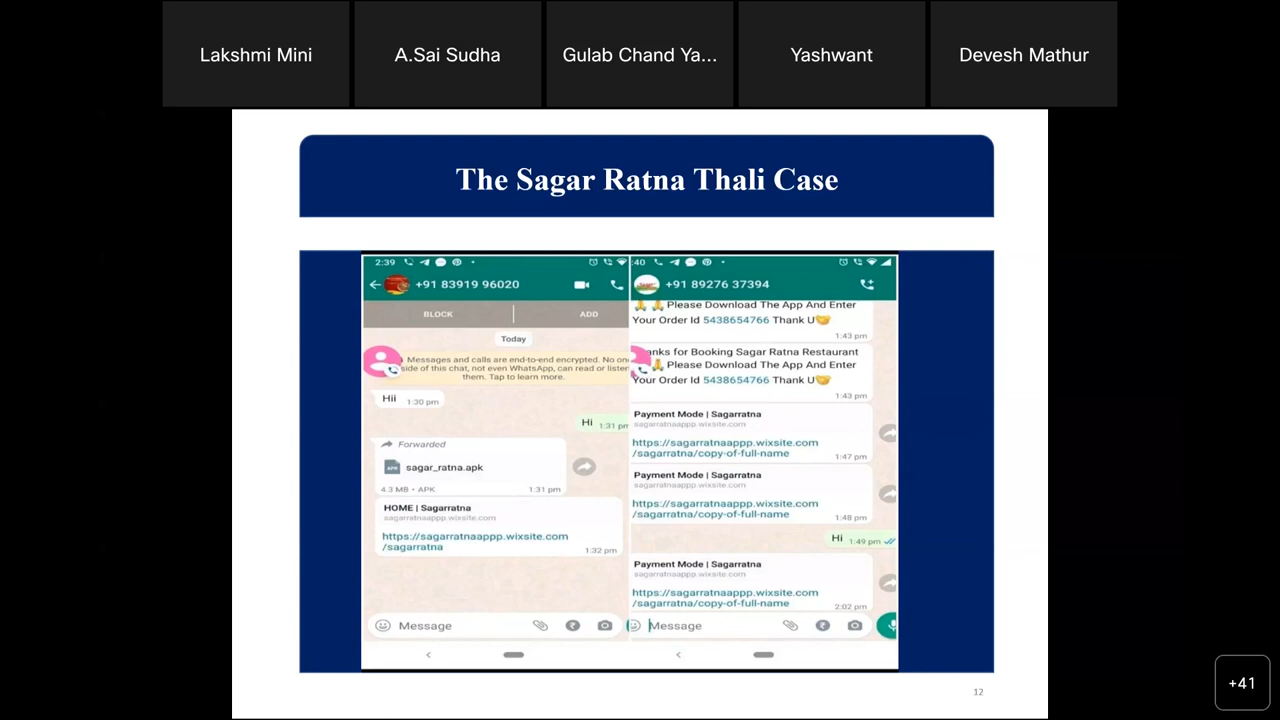 Lakshmi Mini
A.Sai Sudha
Gulab Chand Ya...
Yashwant
Devesh Mathur
The Sagar Ratna Thali Case
2:39
+91 83919 96020
BLOCK
ADD
Today
Messages and calls are end-to-end encrypted. No on
side of this chat, not even WhatsApp, can read or listen
them. Tap to learn more.
Hii 1:30 pm
Hi 1:31 pm
Forwarded
APK
sagar_ratna.apk
4.3 MB • APK 1:31 pm
HOME | Sagarratna
sagarratnaappp.wixsite.com
https://sagarratnaappp.wixsite.com
/sagarratna
1:32 pm
Message
:40
+91 89276 37394
Please Download The App And Enter
Your Order Id 5438654766 Thank U
1:43 pm
anks for Booking Sagar Ratna Restaurant
Please Download The App And Enter
Your Order Id 5438654766 Thank U
1:43 pm
Payment Mode | Sagarratna
sagarratnaappp.wixsite.com
https://sagarratnaappp.wixsite.com
/sagarratna/copy-of-full-name
1:47 pm
Payment Mode | Sagarratna
sagarratnaappp.wixsite.com
https://sagarratnaappp.wixsite.com
/sagarratna/copy-of-full-name
1:48 pm
Hi 1:49 pm
Payment Mode | Sagarratna
sagarratnaappp.wixsite.com
https://sagarratnaappp.wixsite.com
/sagarratna/copy-of-full-name
2:02 pm
Message
12
+41